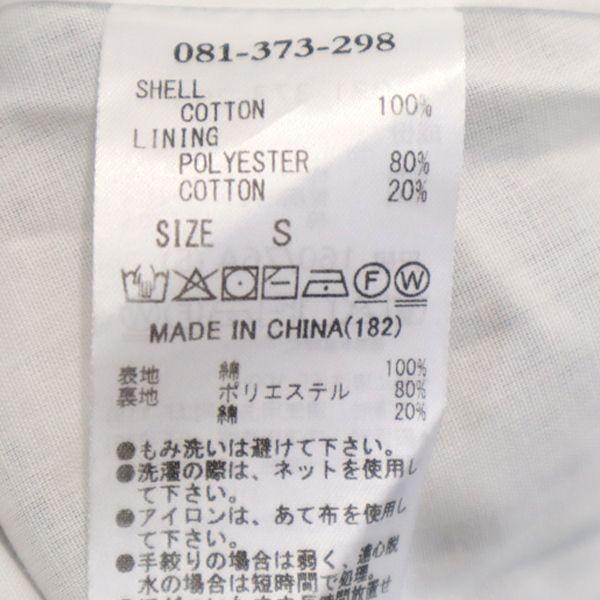 081-373-298
SHELL
COTTON 100%
LINING
POLYESTER 80%
COTTON 20%
SIZE S
F W
MADE IN CHINA(182)
表地 綿 100%
裏地 ポリエステル 80%
綿 20%
●もみ洗いは避けて下さい。
●洗濯の際は、ネットを使用し
て下さい。
●アイロンは、あて布を使用し
て下さい。
●手絞りの場合は弱く、遠心脱
水の場合は短時間で処理。